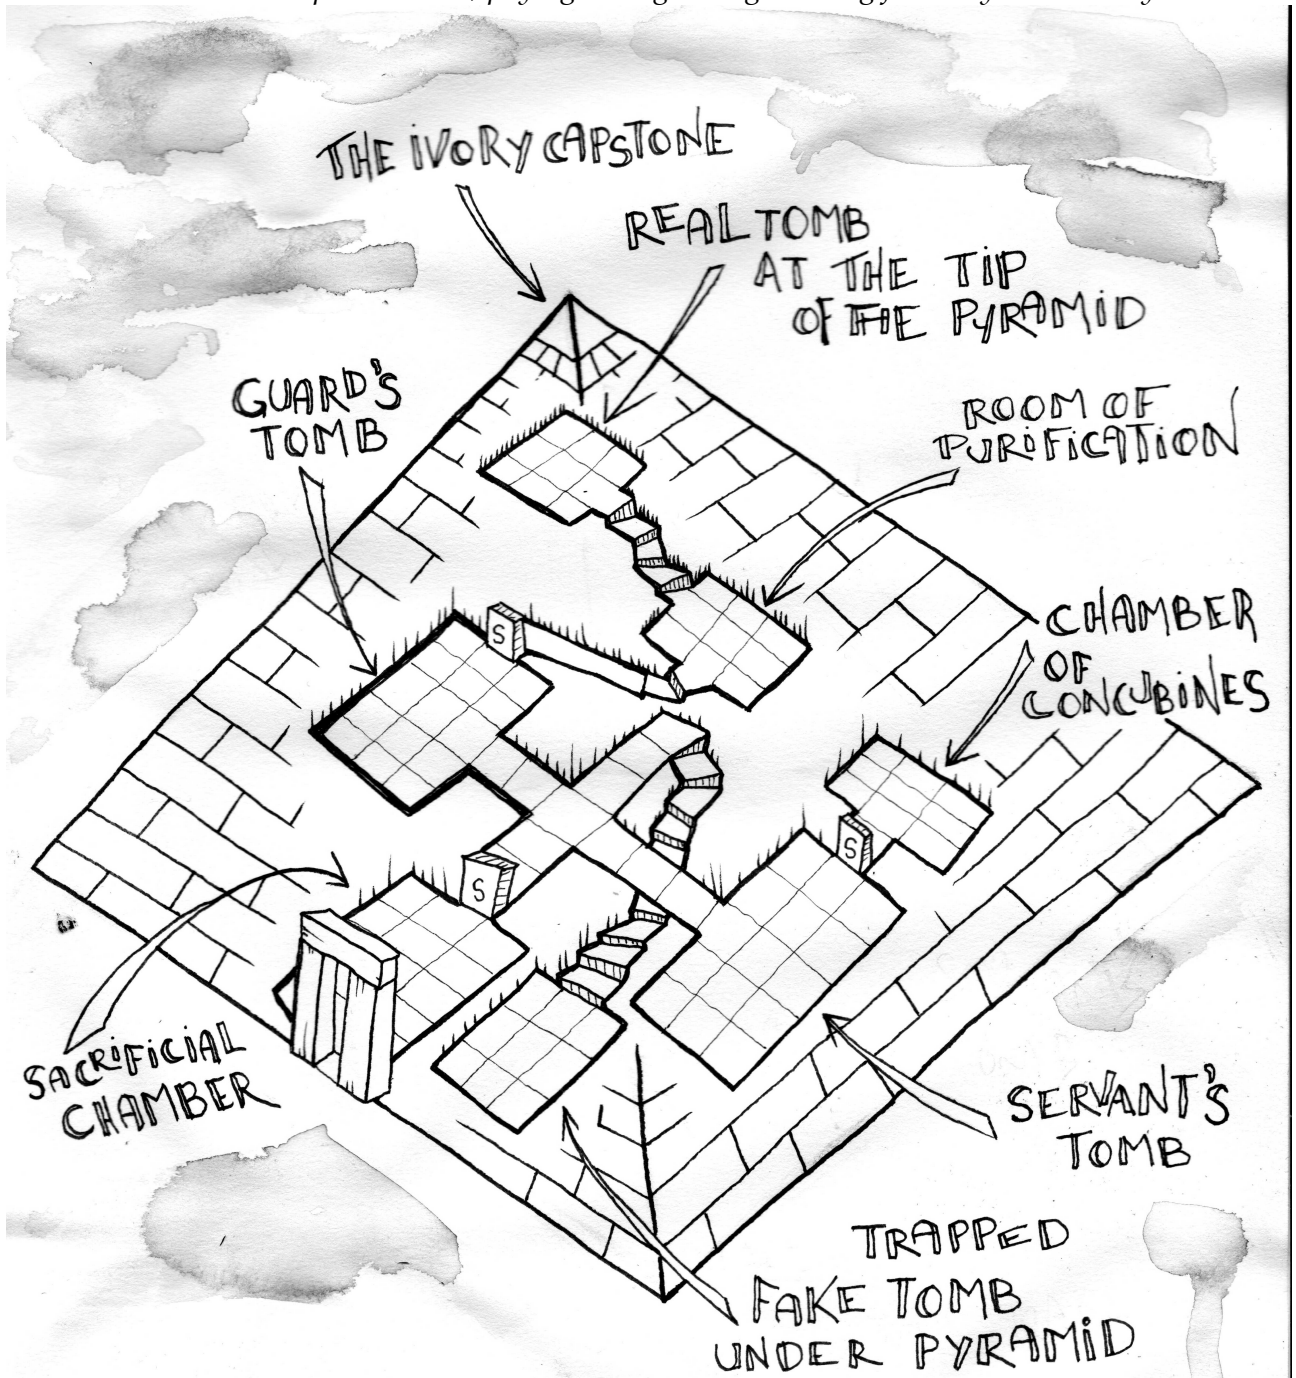 THE IVORY CAPSTONE
REAL TOMB
AT THE TIP
OF THE PYRAMID
GUARD'S
TOMB
ROOM OF
PURIFICATION
CHAMBER
OF
CONCUBINES
S
S
S
SACRIFICIAL
CHAMBER
SERVANT'S
TOMB
TRAPPED
FAKE TOMB
UNDER PYRAMID